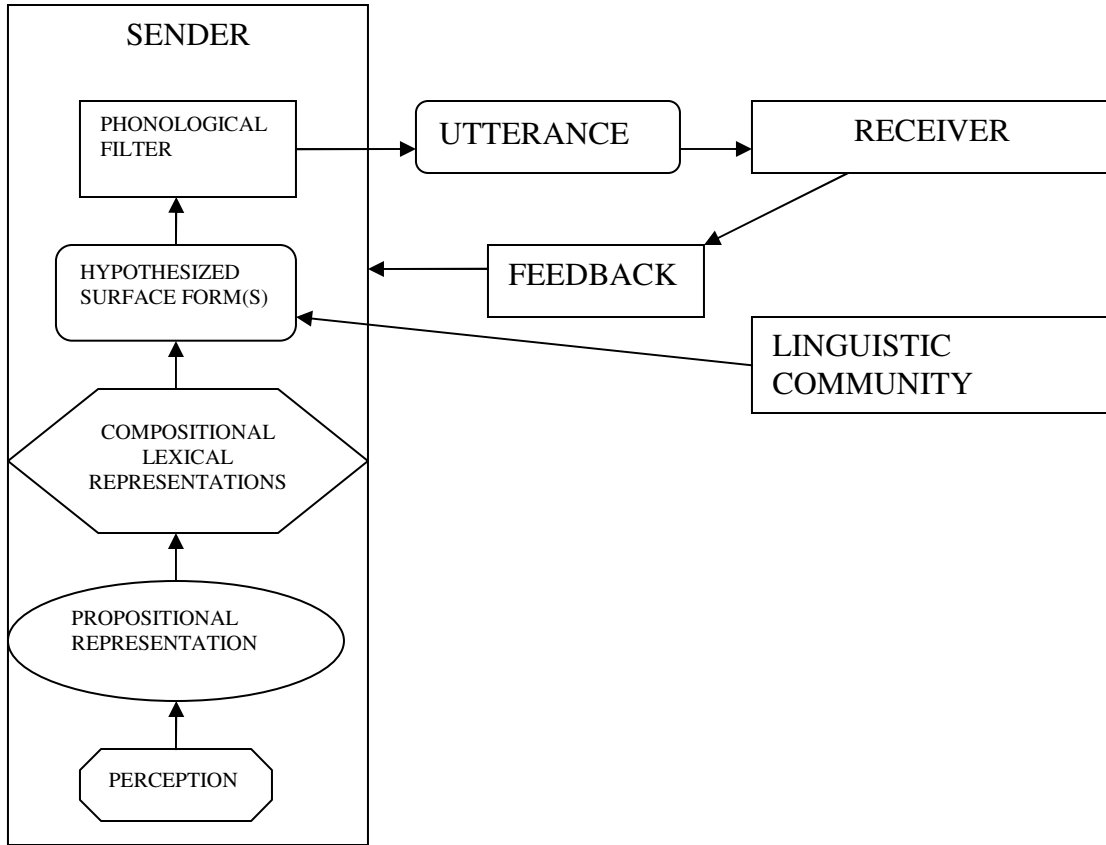 SENDER
PHONOLOGICAL
FILTER
UTTERANCE
RECEIVER
HYPOTHESIZED
SURFACE FORM(S)
FEEDBACK
LINGUISTIC
COMMUNITY
COMPOSITIONAL
LEXICAL
REPRESENTATIONS
PROPOSITIONAL
REPRESENTATION
PERCEPTION